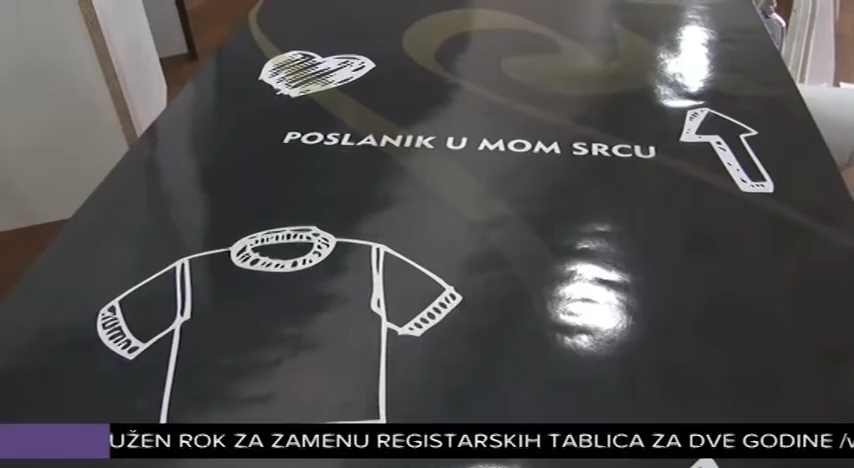 POSLANIK U MOM SRCU
UŽEN ROK ZA ZAMENU REGISTARSKIH TABLICA ZA DVE GODINE /